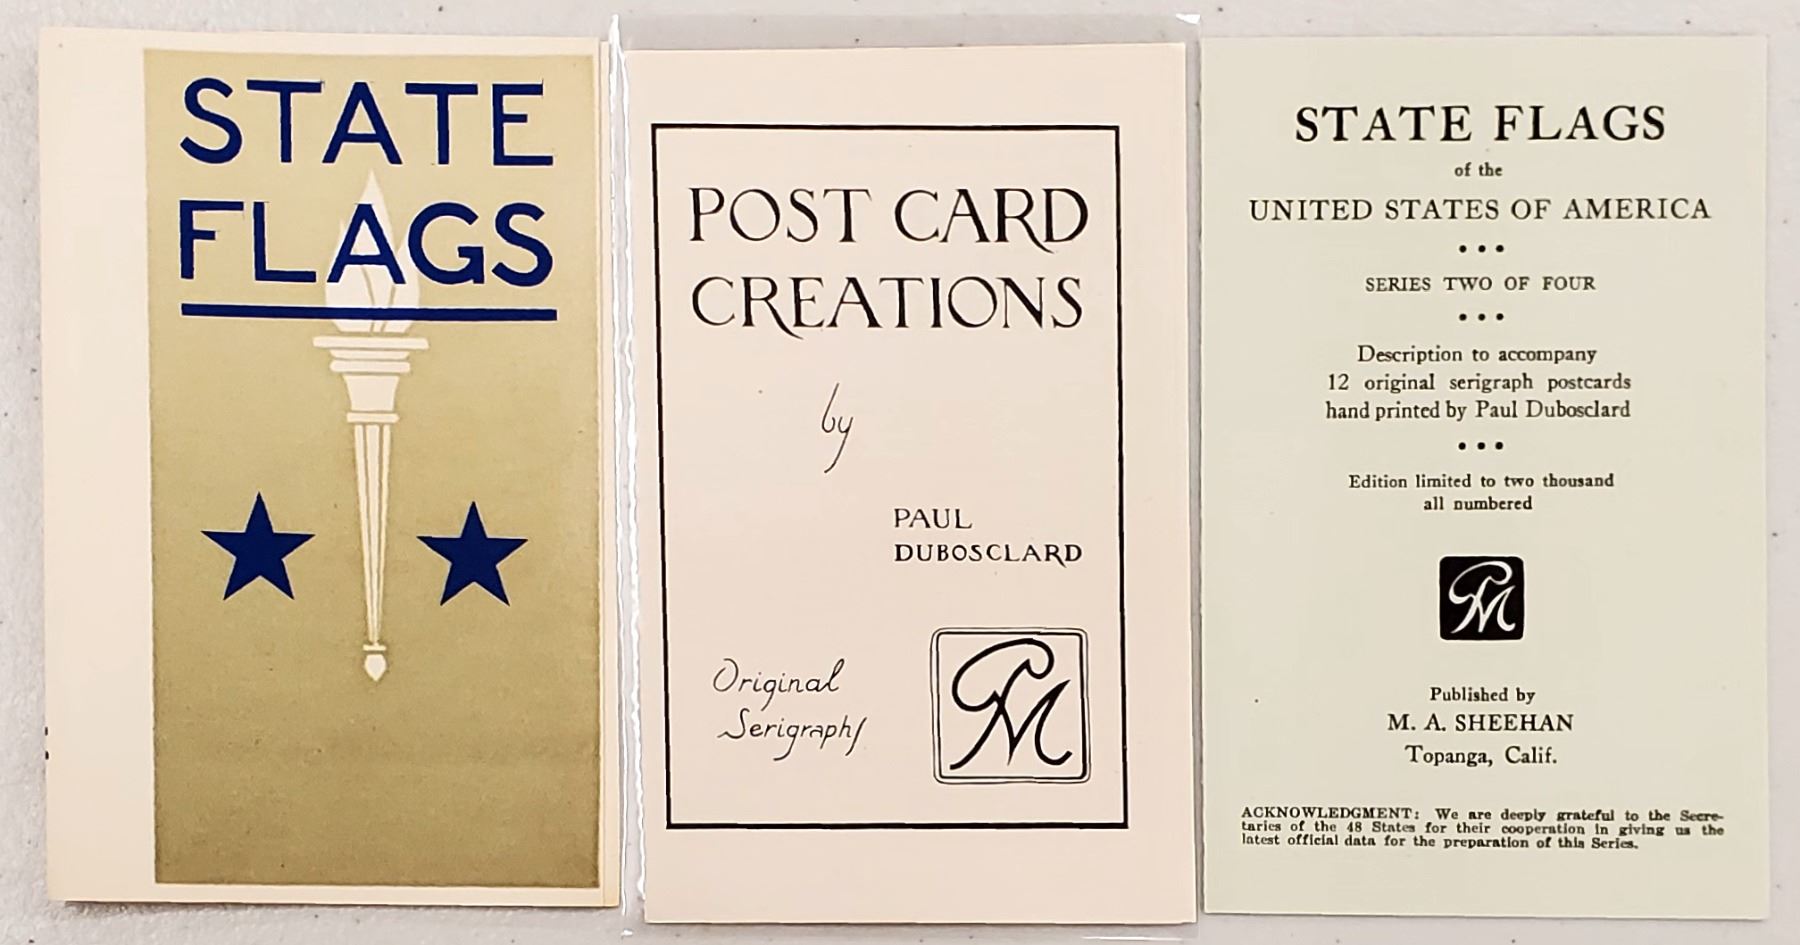 STATE
FLAGS
POST CARD
CREATIONS
by
PAUL
DUBOSCLARD
Original
Serigraphs
PM
STATE FLAGS
of the
UNITED STATES OF AMERICA
• • •
SERIES TWO OF FOUR
• • •
Description to accompany
12 original serigraph postcards
hand printed by Paul Dubosclard
• • •
Edition limited to two thousand
all numbered
PM
Published by
M. A. SHEEHAN
Topanga, Calif.
ACKNOWLEDGMENT: We are deeply grateful to the Secre-
taries of the 48 States for their cooperation in giving us the
latest official data for the preparation of this Series.